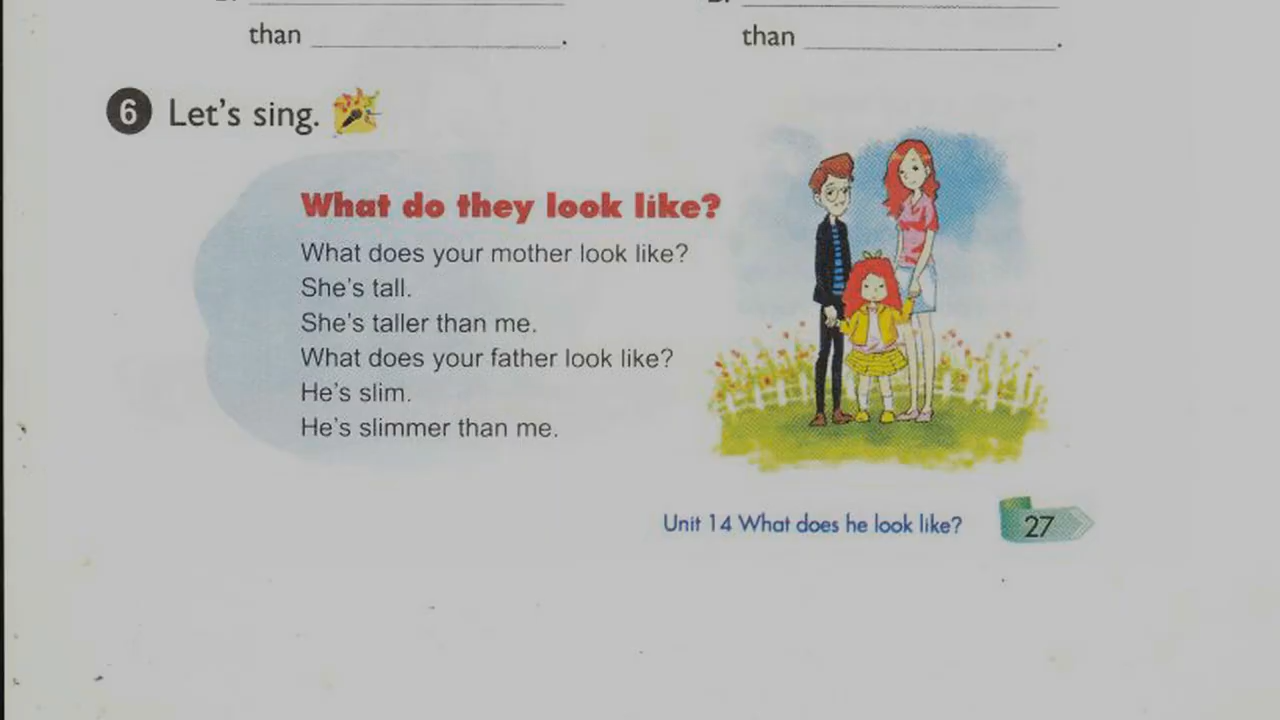 than ____________________.
than ____________________.
6 Let's sing.
What do they look like?
What does your mother look like?
She's tall.
She's taller than me.
What does your father look like?
He's slim.
He's slimmer than me.
Unit 14 What does he look like? 27